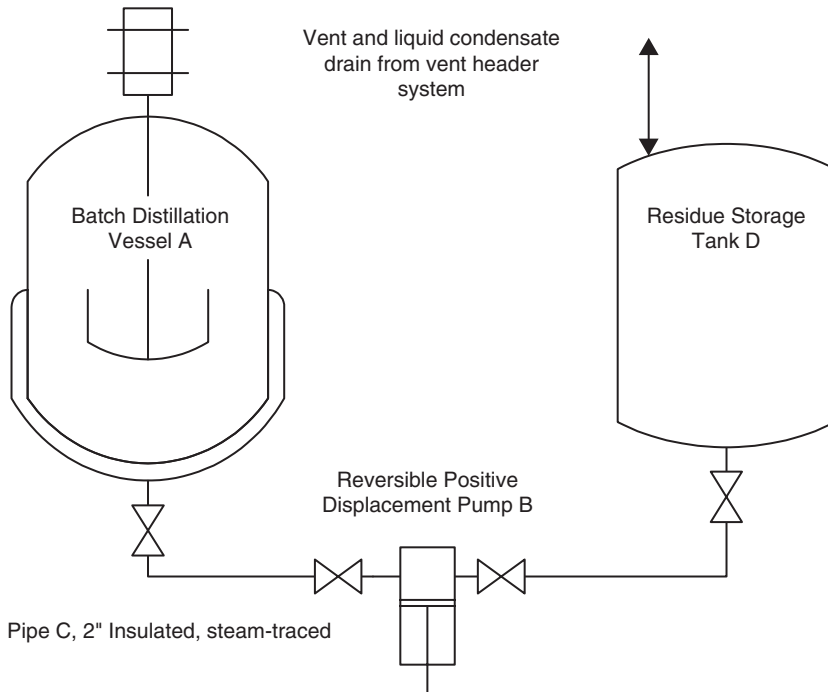 Vent and liquid condensate
drain from vent header
system
Batch Distillation
Vessel A
Residue Storage
Tank D
Reversible Positive
Displacement Pump B
Pipe C, 2" Insulated, steam-traced